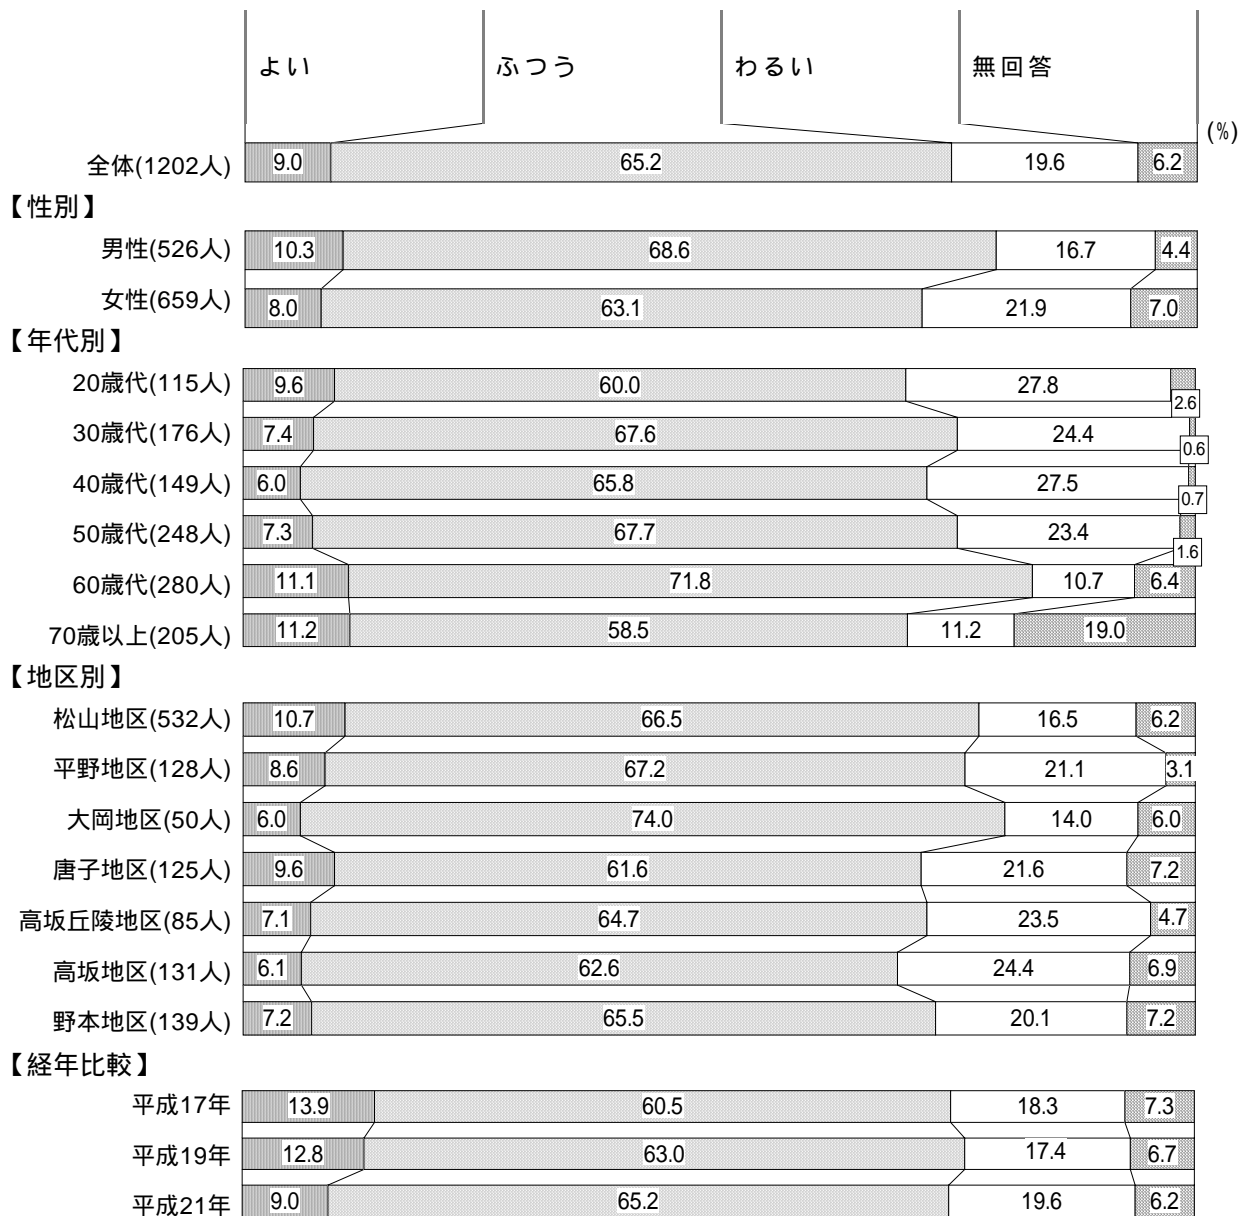 よい ふつう わるい 無回答
(%)
全体(1202人) 9.0 65.2 19.6 6.2
【性別】
男性(526人) 10.3 68.6 16.7 4.4
女性(659人) 8.0 63.1 21.9 7.0
【年代別】
20歳代(115人) 9.6 60.0 27.8 2.6
30歳代(176人) 7.4 67.6 24.4 0.6
40歳代(149人) 6.0 65.8 27.5 0.7
50歳代(248人) 7.3 67.7 23.4 1.6
60歳代(280人) 11.1 71.8 10.7 6.4
70歳以上(205人) 11.2 58.5 11.2 19.0
【地区別】
松山地区(532人) 10.7 66.5 16.5 6.2
平野地区(128人) 8.6 67.2 21.1 3.1
大岡地区(50人) 6.0 74.0 14.0 6.0
唐子地区(125人) 9.6 61.6 21.6 7.2
高坂丘陵地区(85人) 7.1 64.7 23.5 4.7
高坂地区(131人) 6.1 62.6 24.4 6.9
野本地区(139人) 7.2 65.5 20.1 7.2
【経年比較】
平成17年 13.9 60.5 18.3 7.3
平成19年 12.8 63.0 17.4 6.7
平成21年 9.0 65.2 19.6 6.2